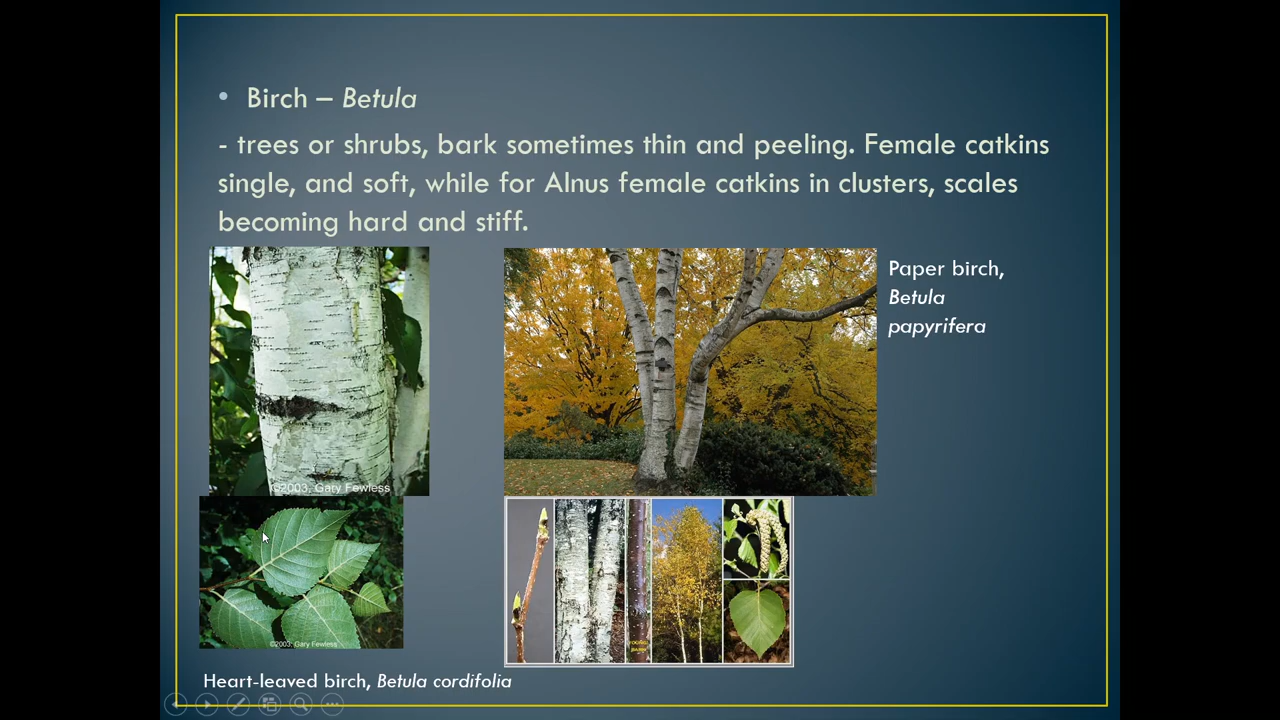 • Birch – Betula
- trees or shrubs, bark sometimes thin and peeling. Female catkins
single, and soft, while for Alnus female catkins in clusters, scales
becoming hard and stiff.
Paper birch,
Betula
papyrifera
©2003, Gary Fewless
©2003, Gary Fewless
YOUNG
BARK
Heart-leaved birch, Betula cordifolia